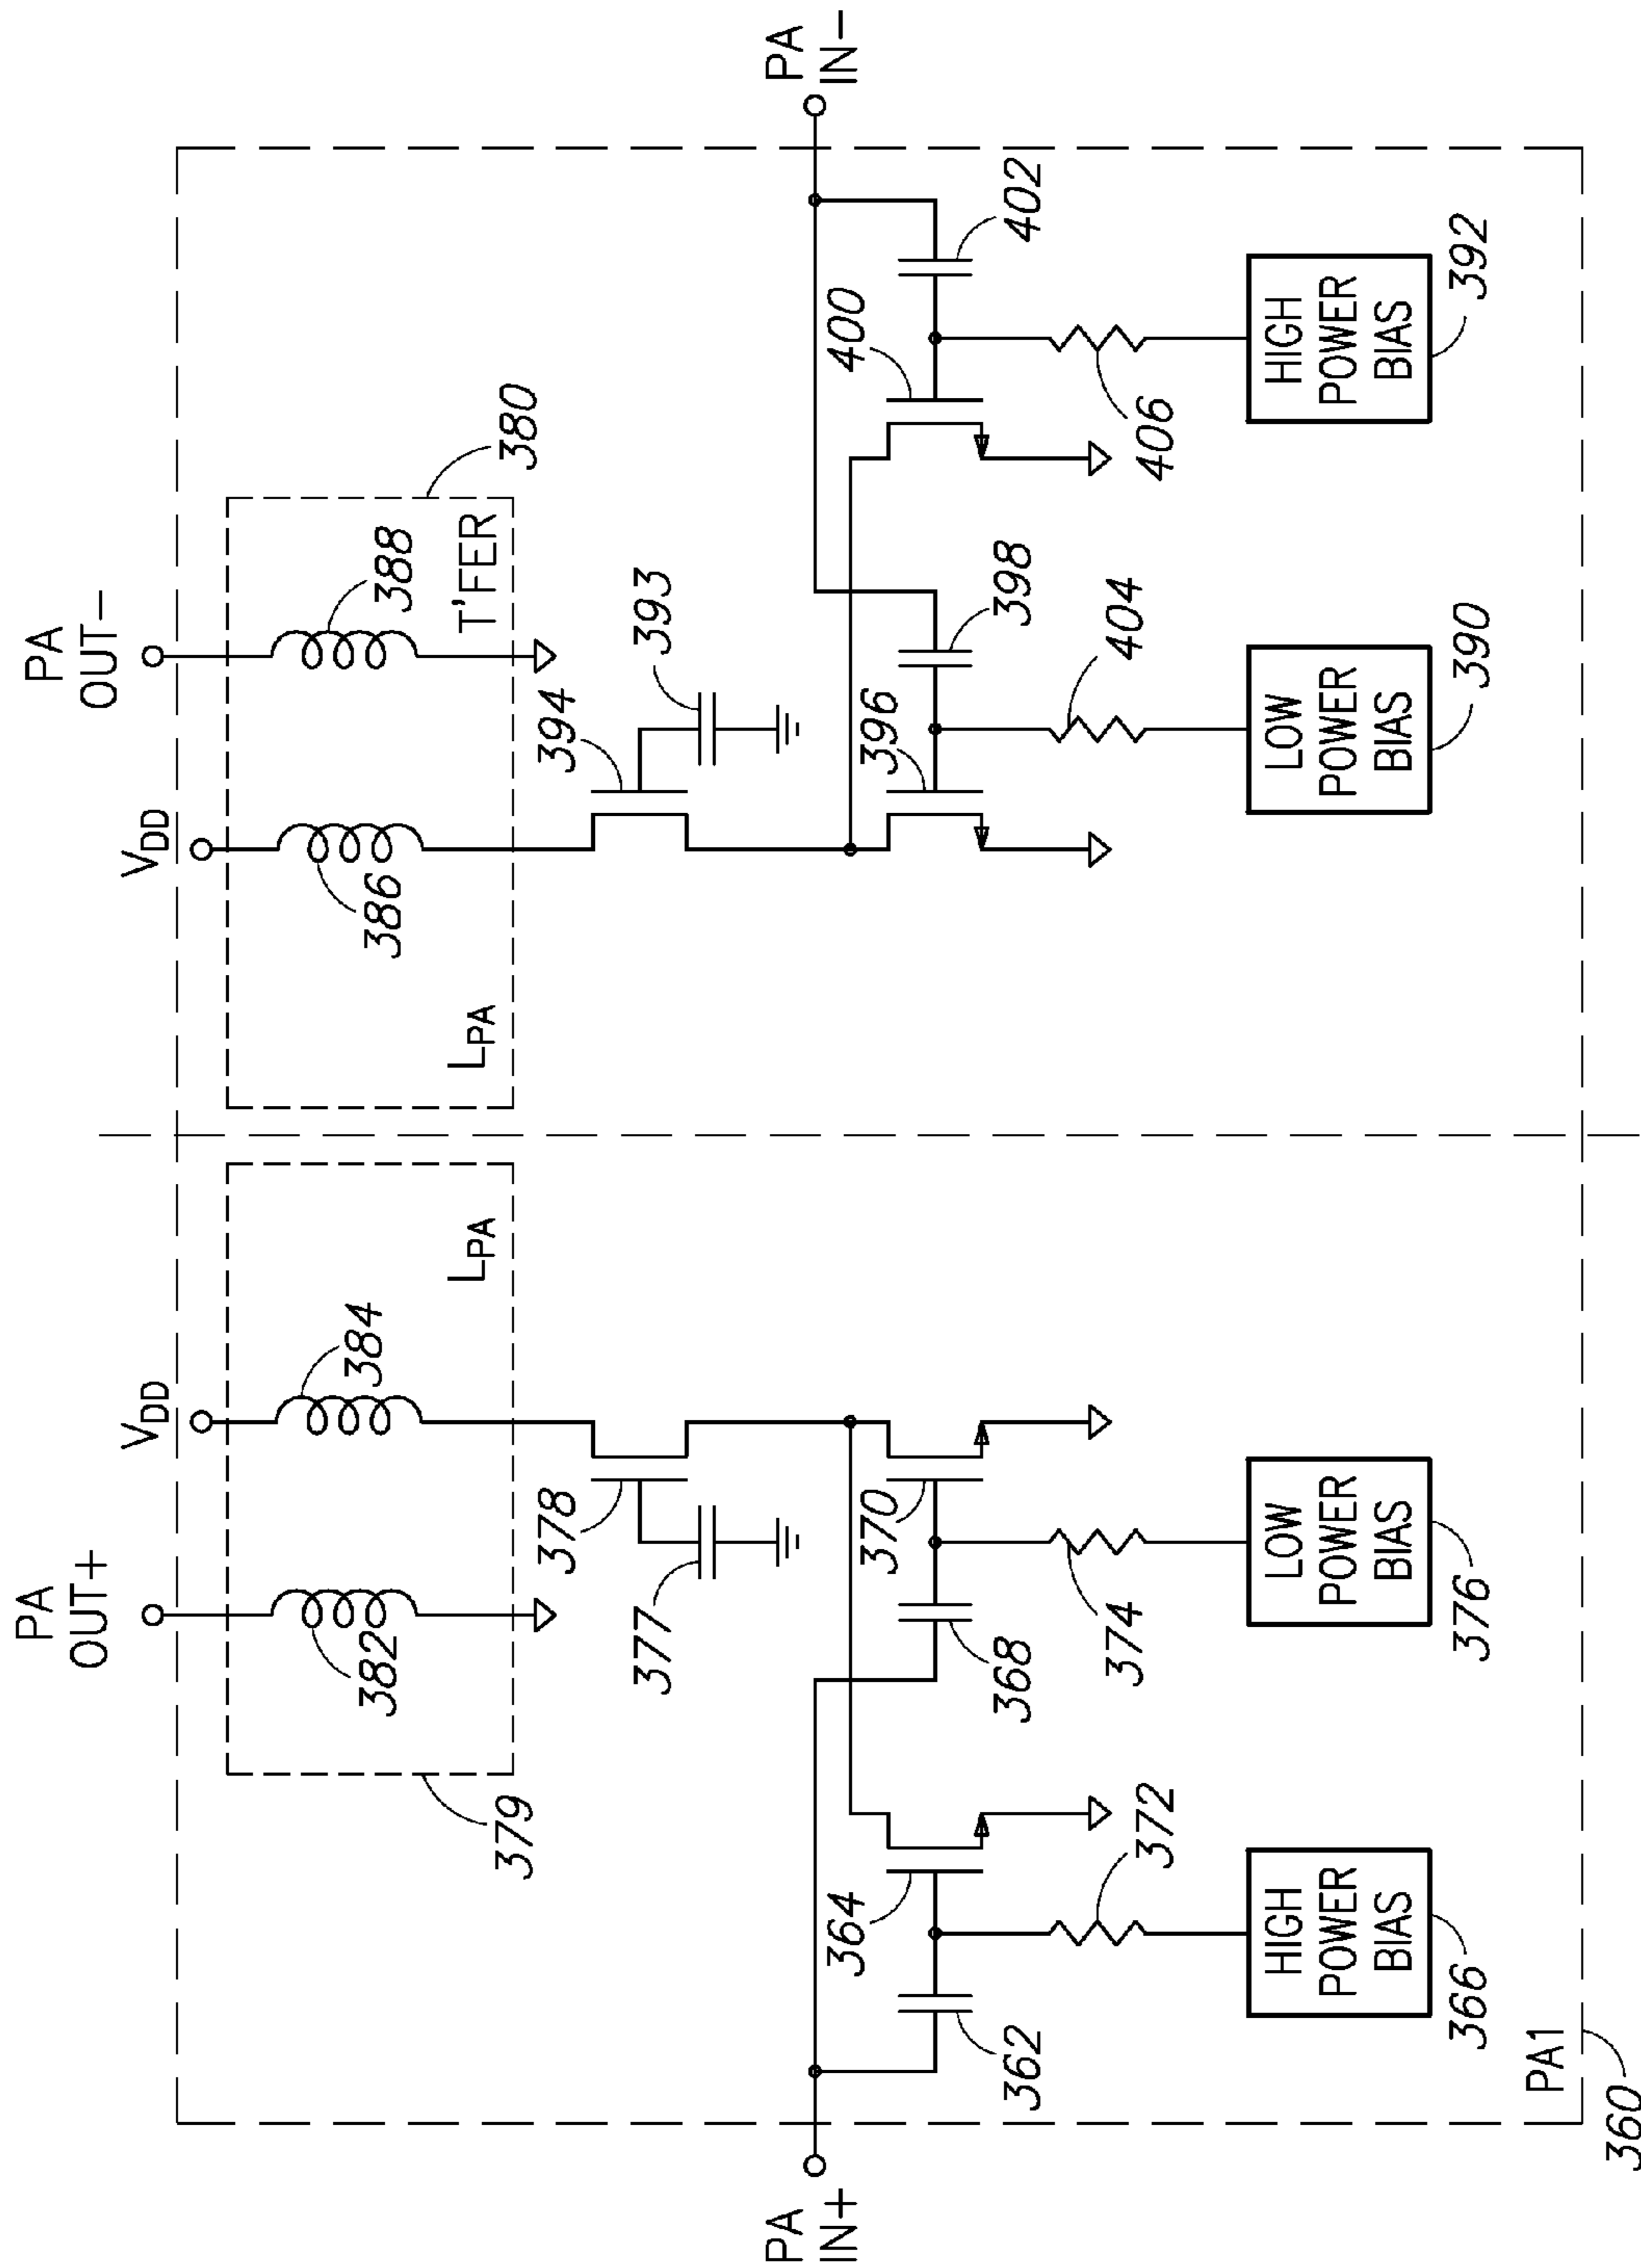 PA
OUT+
VDD
VDD
PA
OUT−
382
384
LPA
LPA
386
388
T'FER
379
380
378
377
394
393
PA
IN+
PA
IN−
364
370
396
400
362
368
398
402
372
374
404
406
HIGH
POWER
BIAS
LOW
POWER
BIAS
LOW
POWER
BIAS
HIGH
POWER
BIAS
366
376
390
392
PA1
360